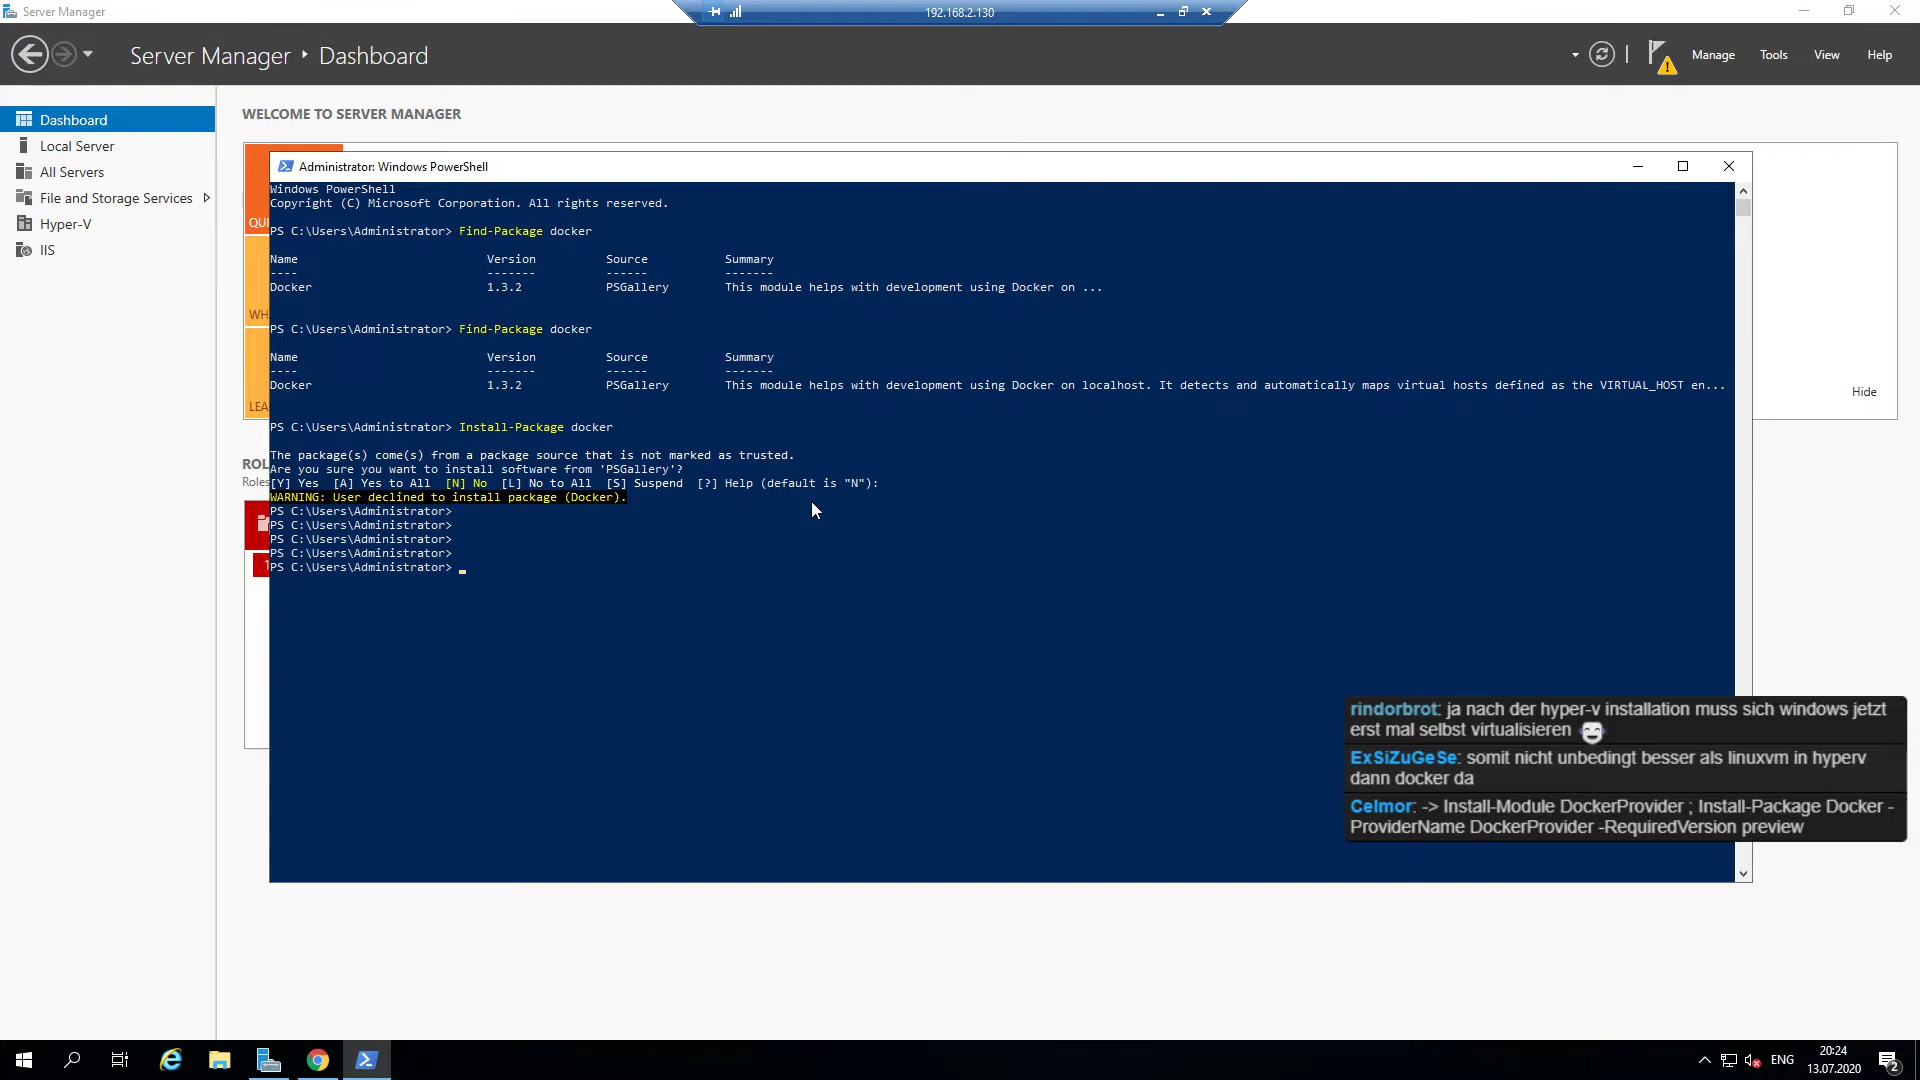 Server Manager
192.168.2.130
Server Manager
Dashboard
Manage
Tools
View
Help
Dashboard
Local Server
All Servers
File and Storage Services
Hyper-V
IIS
WELCOME TO SERVER MANAGER
Administrator: Windows PowerShell
Windows PowerShell
Copyright (C) Microsoft Corporation. All rights reserved.
PS C:\Users\Administrator> Find-Package docker
Name Version Source Summary
---- ------- ------ -------
Docker 1.3.2 PSGallery This module helps with development using Docker on ...
PS C:\Users\Administrator> Find-Package docker
Name Version Source Summary
---- ------- ------ -------
Docker 1.3.2 PSGallery This module helps with development using Docker on localhost. It detects and automatically maps virtual hosts defined as the VIRTUAL_HOST en...
PS C:\Users\Administrator> Install-Package docker
The package(s) come(s) from a package source that is not marked as trusted.
Are you sure you want to install software from 'PSGallery'?
[Y] Yes [A] Yes to All [N] No [L] No to All [S] Suspend [?] Help (default is "N"):
WARNING: User declined to install package (Docker).
PS C:\Users\Administrator>
PS C:\Users\Administrator>
PS C:\Users\Administrator>
PS C:\Users\Administrator>
PS C:\Users\Administrator>
QUI
WH
LEA
Hide
ROL
Roles
1
rindorbrot: ja nach der hyper-v installation muss sich windows jetzt
erst mal selbst virtualisieren
ExSiZuGeSe: somit nicht unbedingt besser als linuxvm in hyperv
dann docker da
Celmor: -> Install-Module DockerProvider ; Install-Package Docker -
ProviderName DockerProvider -RequiredVersion preview
ENG
20:24
13.07.2020
2